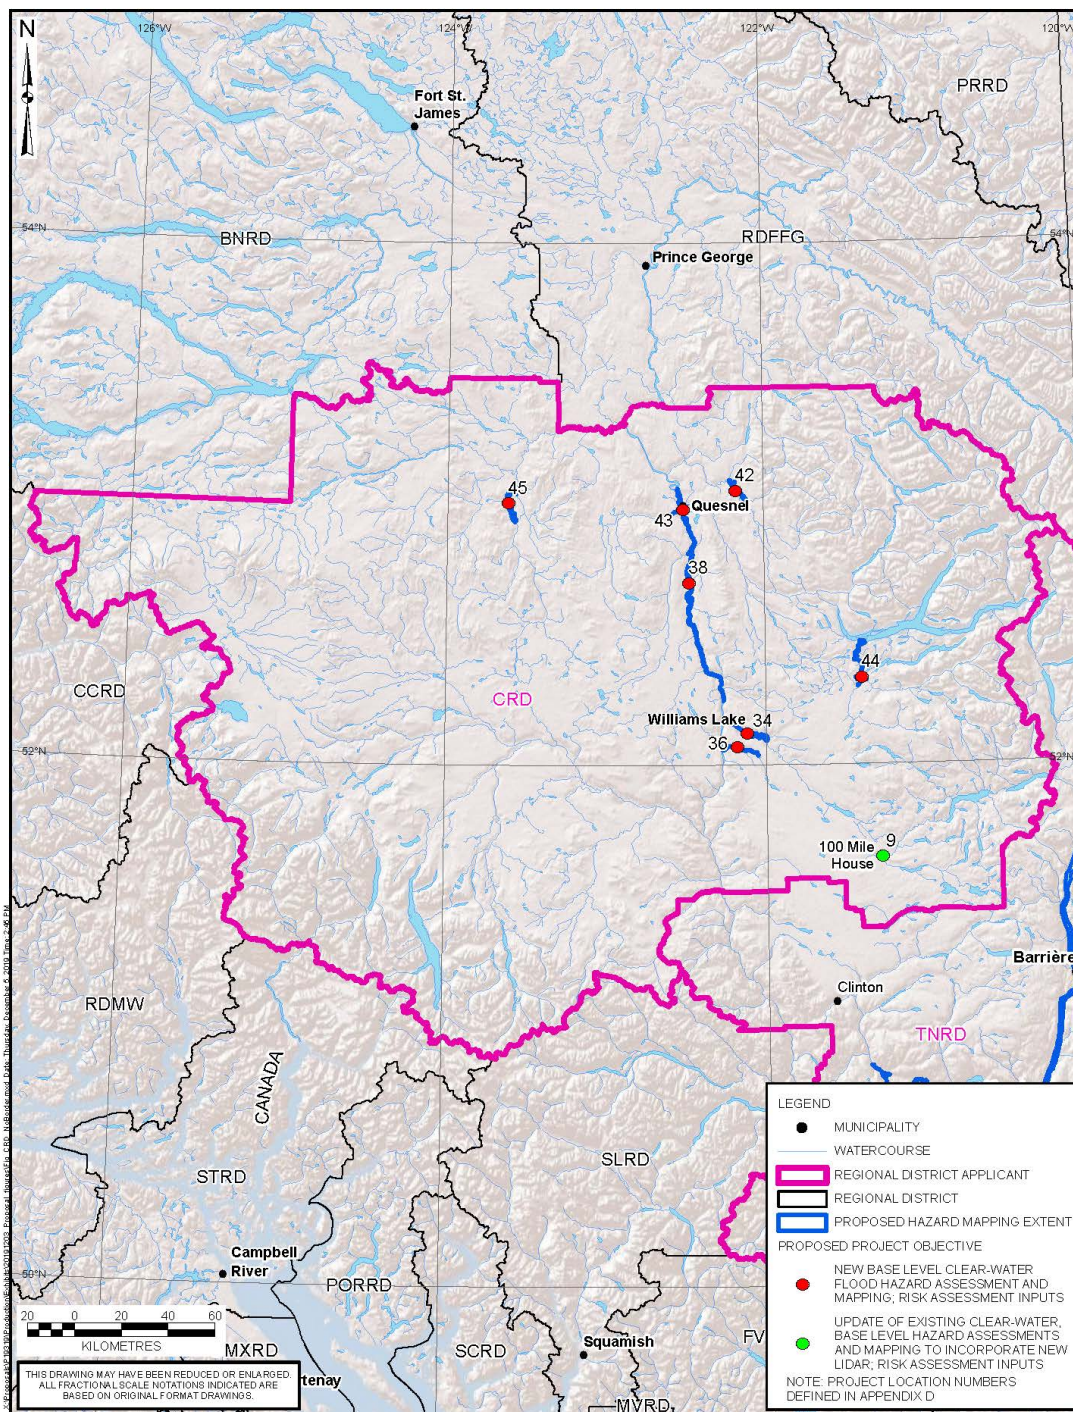 N
126°W
124°W
122°W
120°W
PRRD
Fort St.
James
54°N
BNRD
RDFFG
54°N
Prince George
45
42
43
Quesnel
38
44
CCRD
CRD
Williams Lake
34
36
52°N
52°N
9
100 Mile
House
Barrière
Clinton
RDMW
TNRD
CANADA
SLRD
STRD
Campbell
River
50°N
PORRD
SCRD
Squamish
FV
MXRD
rtenay
MVRD
20 0 20 40 60
KILOMETRES
THIS DRAWING MAY HAVE BEEN REDUCED OR ENLARGED.
ALL FRACTIONAL SCALE NOTATIONS INDICATED ARE
BASED ON ORIGINAL FORMAT DRAWINGS.
LEGEND
MUNICIPALITY
WATERCOURSE
REGIONAL DISTRICT APPLICANT
REGIONAL DISTRICT
PROPOSED HAZARD MAPPING EXTENT
PROPOSED PROJECT OBJECTIVE
NEW BASE LEVEL CLEAR-WATER
FLOOD HAZARD ASSESSMENT AND
MAPPING; RISK ASSESSMENT INPUTS
UPDATE OF EXISTING CLEAR-WATER,
BASE LEVEL HAZARD ASSESSMENTS
AND MAPPING TO INCORPORATE NEW
LIDAR; RISK ASSESSMENT INPUTS
NOTE: PROJECT LOCATION NUMBERS
DEFINED IN APPENDIX D